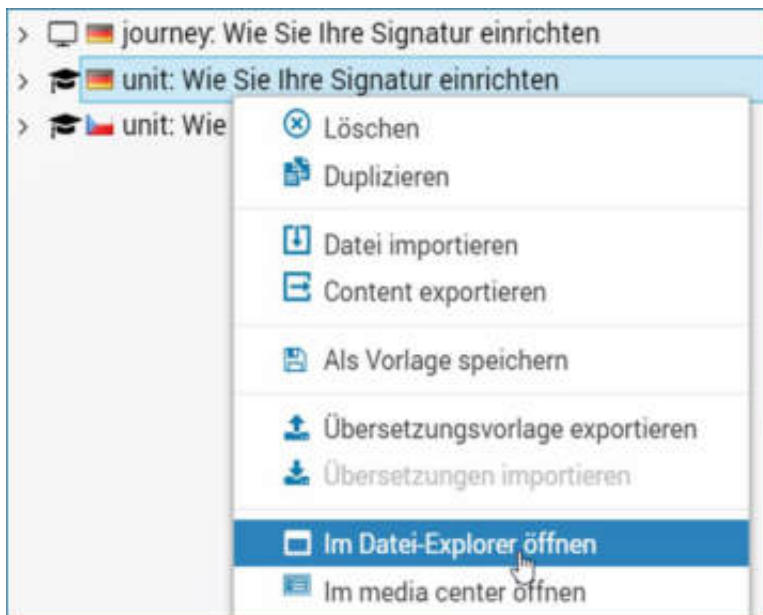 journey: Wie Sie Ihre Signatur einrichten
unit: Wie Sie Ihre Signatur einrichten
unit: Wie
Löschen
Duplizieren
Datei importieren
Content exportieren
Als Vorlage speichern
Übersetzungsvorlage exportieren
Übersetzungen importieren
Im Datei-Explorer öffnen
Im media center öffnen